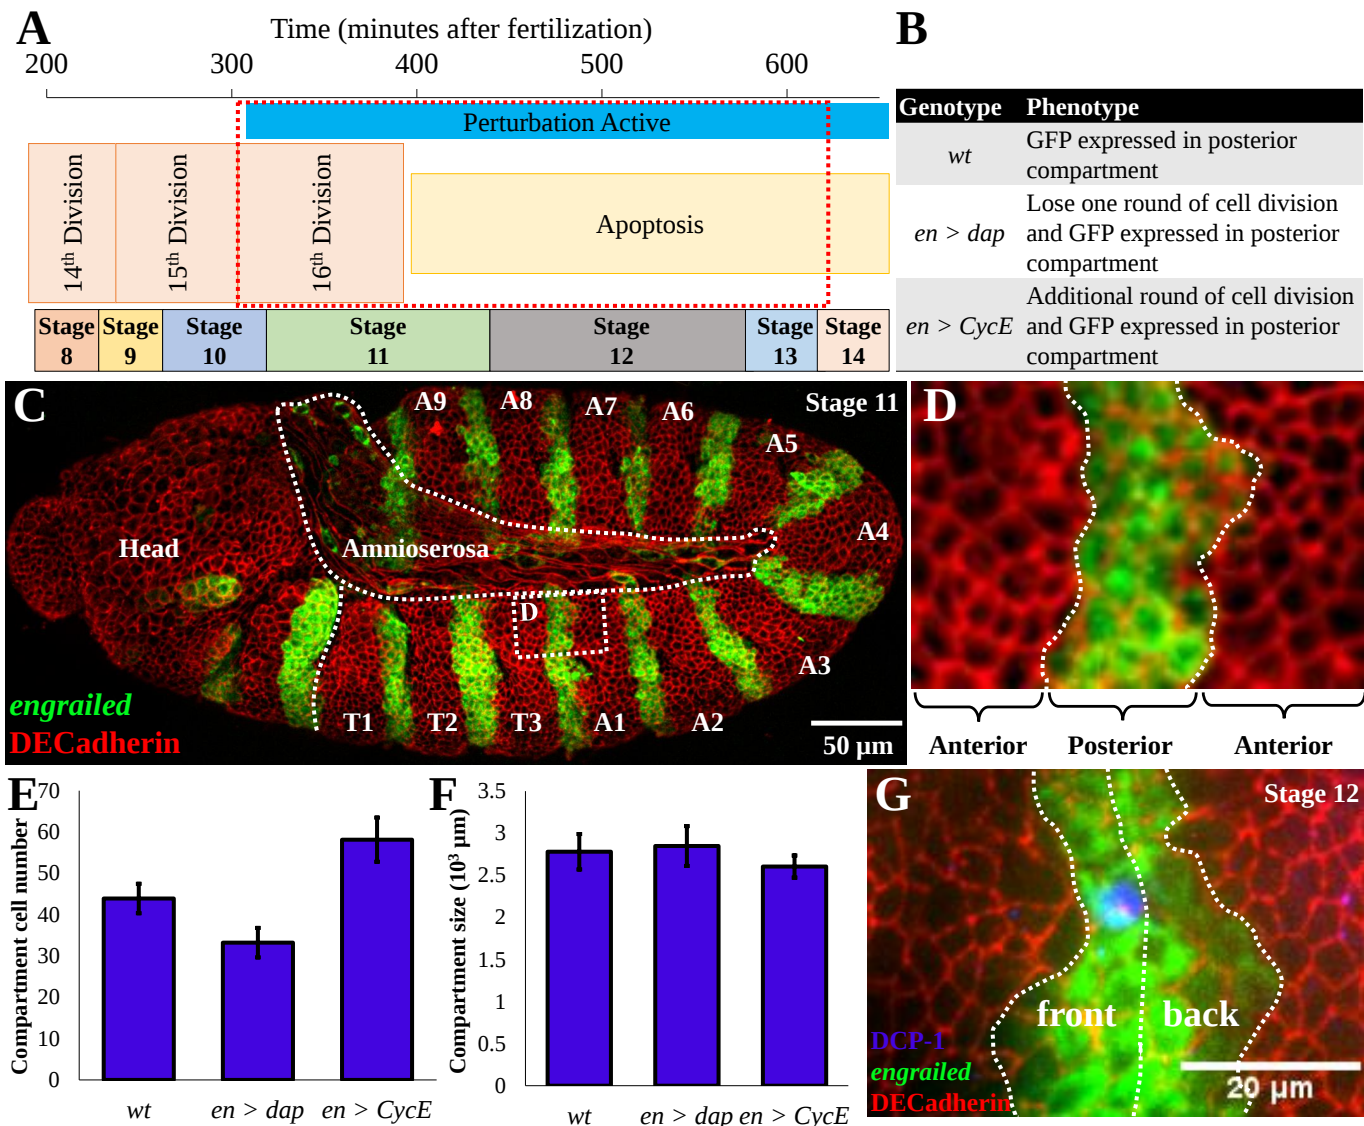 A
Time (minutes after fertilization)
200 300 400 500 600
Perturbation Active
14th Division
15th Division
16th Division
Apoptosis
Stage 8
Stage 9
Stage 10
Stage 11
Stage 12
Stage 13
Stage 14
B
Genotype Phenotype
wt
GFP expressed in posterior
compartment
en > dap
Lose one round of cell division
and GFP expressed in posterior
compartment
en > CycE
Additional round of cell division
and GFP expressed in posterior
compartment
C
A9 A8 A7 A6 A5
Stage 11
A4
Head
Amnioserosa
D
A3
T1 T2 T3 A1 A2
engrailed
DECadherin
50 µm
D
Anterior Posterior Anterior
E
Compartment cell number
70
60
50
40
30
20
10
0
wt en > dap en > CycE
F
Compartment size (10³ µm)
3.5
3
2.5
2
1.5
1
0.5
0
wt en > dap en > CycE
G
Stage 12
front back
DCP-1
engrailed
DECadherin
20 µm